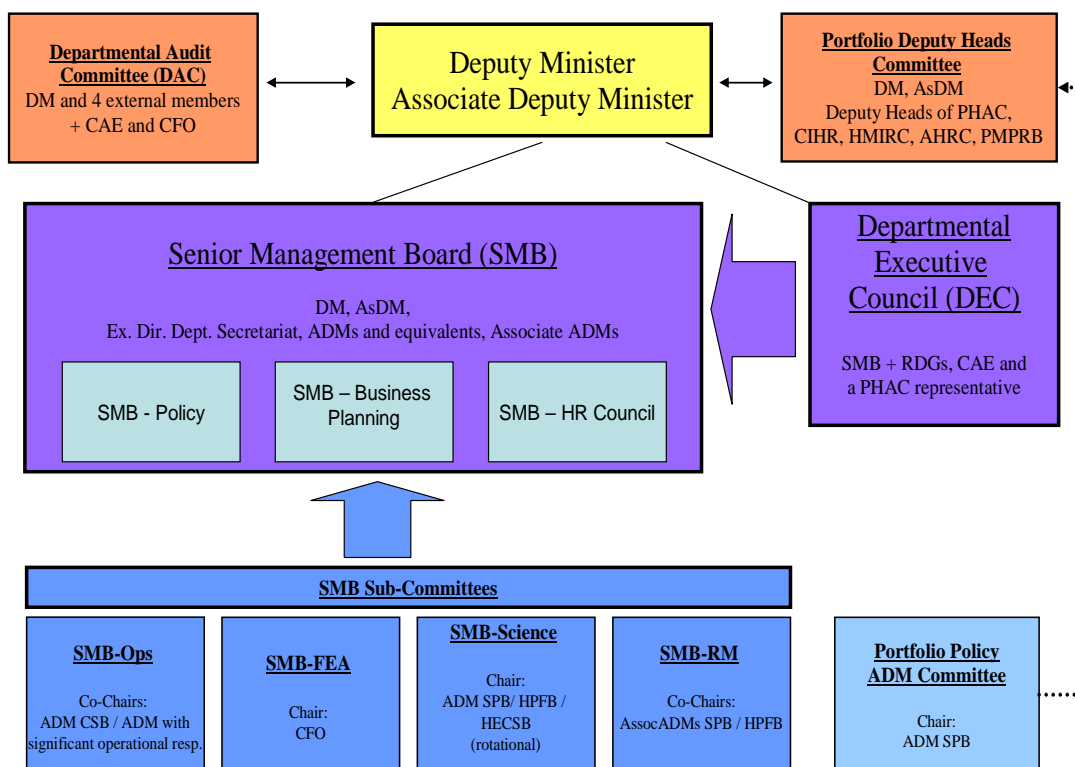 Departmental Audit
Committee (DAC)
DM and 4 external members
+ CAE and CFO
Deputy Minister
Associate Deputy Minister
Portfolio Deputy Heads
Committee
DM, AsDM
Deputy Heads of PHAC,
CIHR, HMIRC, AHRC, PMPRB
Senior Management Board (SMB)
DM, AsDM,
Ex. Dir. Dept. Secretariat, ADMs and equivalents, Associate ADMs
SMB - Policy
SMB – Business
Planning
SMB – HR Council
Departmental
Executive
Council (DEC)
SMB + RDGs, CAE and
a PHAC representative
SMB Sub-Committees
SMB-Ops
Co-Chairs:
ADM CSB / ADM with
significant operational resp.
SMB-FEA
Chair:
CFO
SMB-Science
Chair:
ADM SPB/ HPFB /
HECSB
(rotational)
SMB-RM
Co-Chairs:
AssocADMs SPB / HPFB
Portfolio Policy
ADM Committee
Chair:
ADM SPB